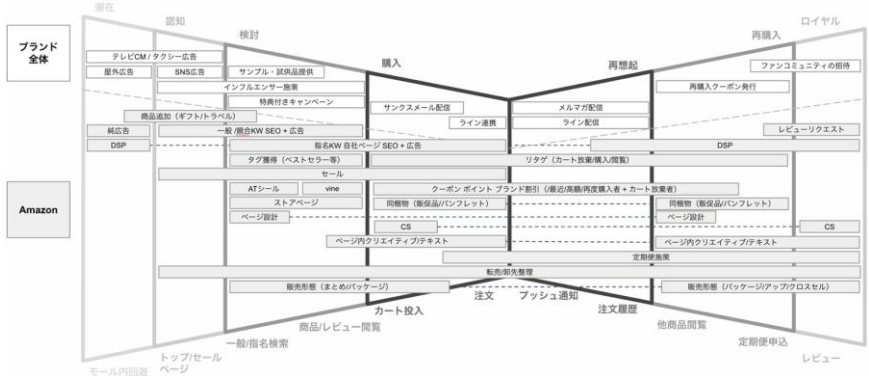 潜在
認知
検討
購入
再想起
再購入
ロイヤル
ブランド
全体
テレビCM / タクシー広告
屋外広告
SNS広告
サンプル・試供品提供
インフルエンサー施策
特典付きキャンペーン
ファンコミュニティの招待
再購入クーポン発行
サンクスメール配信
メルマガ配信
ライン連携
ライン配信
商品追加（ギフト/トラベル）
純広告
一般 /競合KW SEO + 広告
レビューリクエスト
DSP
指名KW 自社ページ SEO + 広告
DSP
タグ獲得（ベストセラー等）
リタゲ（カート放棄/購入/閲覧）
セール
Amazon
ATシール
vine
クーポン ポイント ブランド割引（/最近/高額/再度購入者 + カート放棄者）
ストアページ
同梱物（販促品/パンフレット）
同梱物（販促品/パンフレット）
ページ設計
ページ設計
CS
CS
ページ内クリエイティブ/テキスト
ページ内クリエイティブ/テキスト
定期便施策
転売/卸先整理
販売形態（まとめ/パッケージ）
販売形態（パッケージ/アップ/クロスセル）
注文
プッシュ通知
カート投入
注文履歴
商品/レビュー閲覧
他商品閲覧
一般/指名検索
定期便申込
トップ/セール
ページ
レビュー
モール内回遊